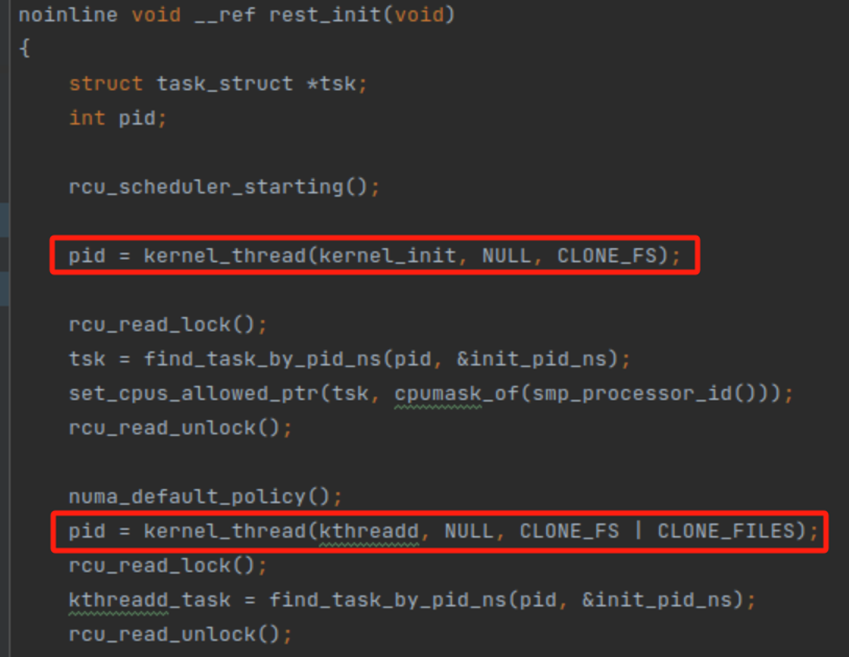 noinline void __ref rest_init(void)
{
    struct task_struct *tsk;
    int pid;
    rcu_scheduler_starting();
    pid = kernel_thread(kernel_init, NULL, CLONE_FS);
    rcu_read_lock();
    tsk = find_task_by_pid_ns(pid, &init_pid_ns);
    set_cpus_allowed_ptr(tsk, cpumask_of(smp_processor_id()));
    rcu_read_unlock();
    numa_default_policy();
    pid = kernel_thread(kthreadd, NULL, CLONE_FS | CLONE_FILES);
    rcu_read_lock();
    kthreadd_task = find_task_by_pid_ns(pid, &init_pid_ns);
    rcu_read_unlock();